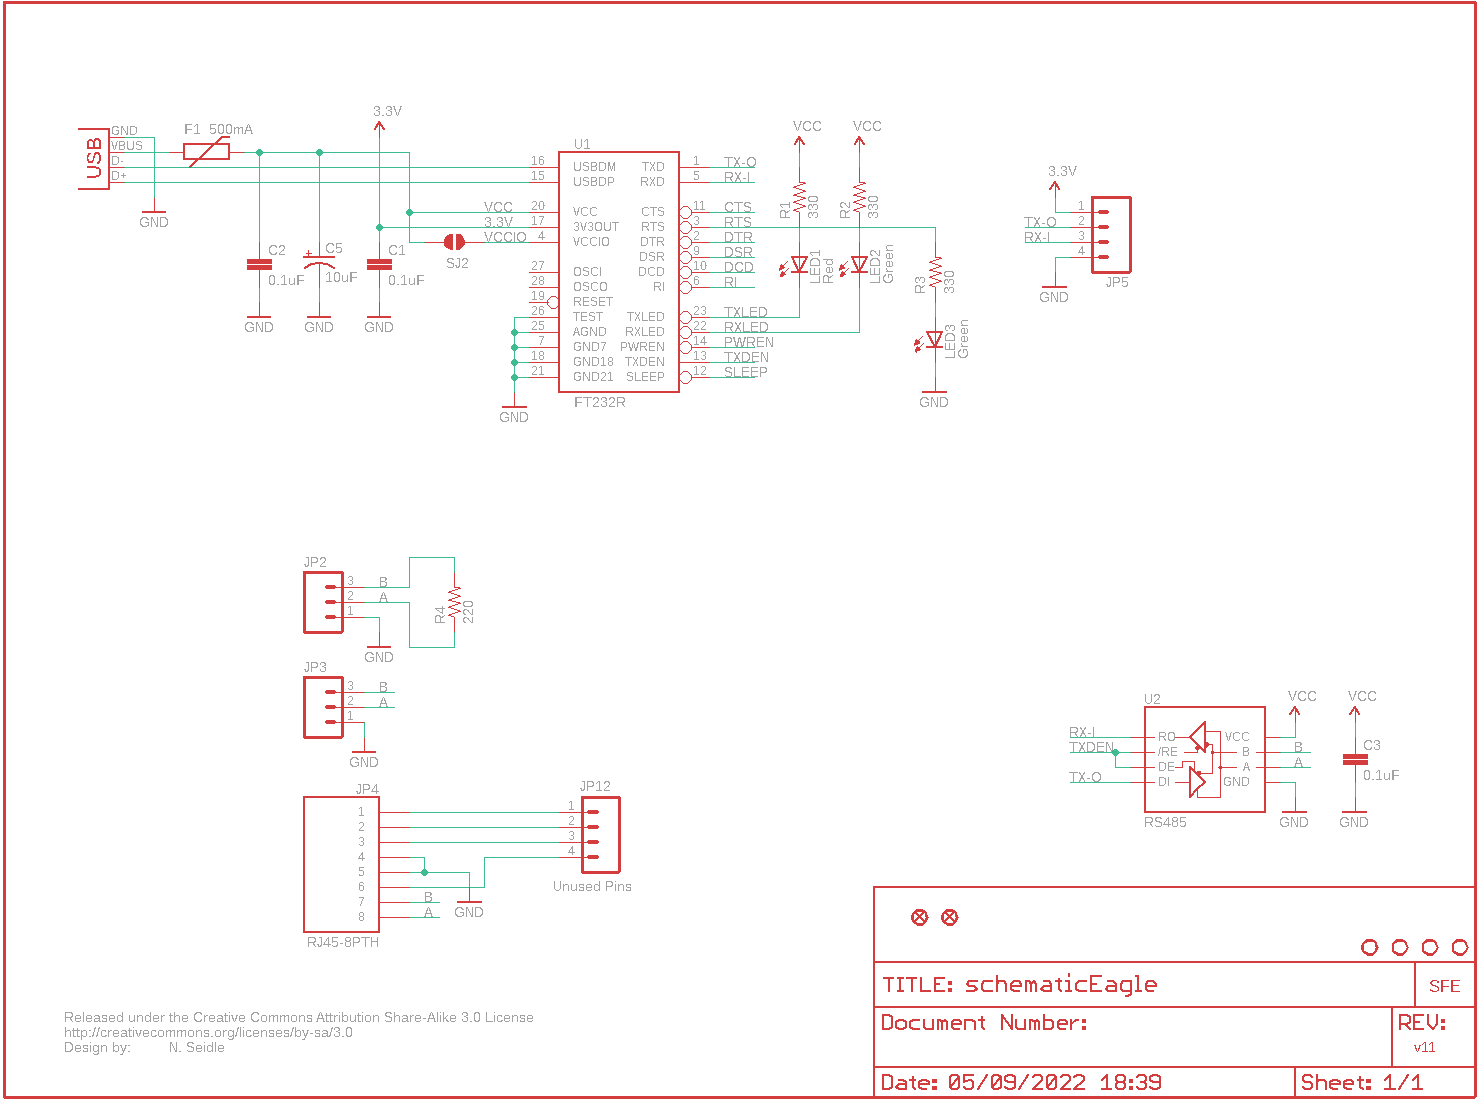 USB
GND
VBUS
D-
D+
F1 500mA
GND
3.3V
C2
0.1uF
GND
C5
+
10uF
GND
C1
0.1uF
GND
VCC
3.3V
VCCIO
SJ2
U1
16 USBDM TXD 1 TX-O
15 USBDP RXD 5 RX-I
20 VCC CTS 11 CTS
17 3V3OUT RTS 3 RTS
4 VCCIO DTR 2 DTR
DSR 9 DSR
27 OSCI DCD 10 DCD
28 OSCO RI 6 RI
19 RESET
26 TEST TXLED 23 TXLED
25 AGND RXLED 22 RXLED
7 GND7 PWREN 14 PWREN
18 GND18 TXDEN 13 TXDEN
21 GND21 SLEEP 12 SLEEP
FT232R
GND
VCC
R1
330
LED1
Red
VCC
R2
330
LED2
Green
R3
330
LED3
Green
GND
3.3V
1
TX-O 2
RX-I 3
4
GND
JP5
JP2
3 B
2 A
1
GND
R4
220
JP3
3 B
2 A
1
GND
JP4
1
2
3
4
5
6
7 B
8 A
GND
RJ45-8PTH
JP12
1
2
3
4
Unused Pins
U2
RX-I RO VCC
TXDEN /RE B B
DE A A
TX-O DI GND
RS485
VCC
GND
VCC
C3
0.1uF
GND
TITLE: schematicEagle
SFE
Document Number:
REV:
v11
Date: 05/09/2022 18:39
Sheet: 1/1
Released under the Creative Commons Attribution Share-Alike 3.0 License
http://creativecommons.org/licenses/by-sa/3.0
Design by: N. Seidle